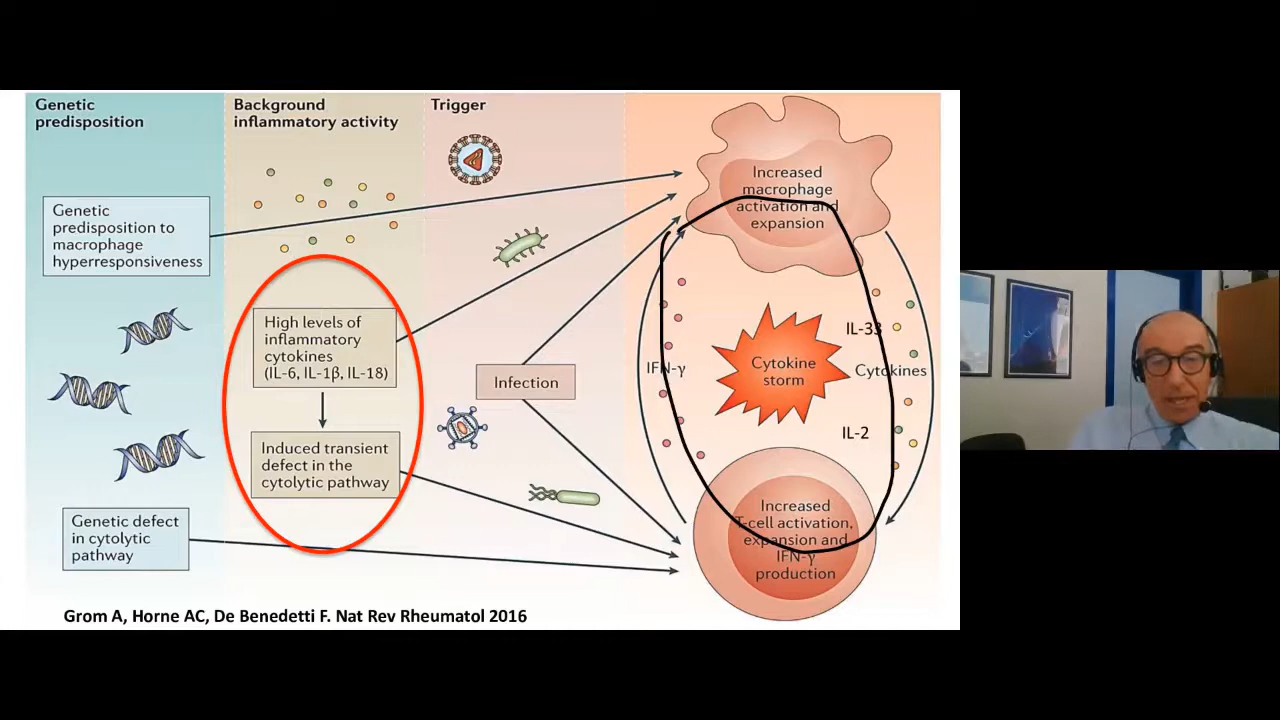 Genetic
predisposition
Background
inflammatory activity
Trigger
Genetic
predisposition to
macrophage
hyperresponsiveness
High levels of
inflammatory
cytokines
(IL-6, IL-1β, IL-18)
Induced transient
defect in the
cytolytic pathway
Genetic defect
in cytolytic
pathway
Infection
Increased
macrophage
activation and
expansion
IFN-γ
Cytokine
storm
IL-33
Cytokines
IL-2
Increased
T-cell activation,
expansion and
IFN-γ
production
Grom A, Horne AC, De Benedetti F. Nat Rev Rheumatol 2016